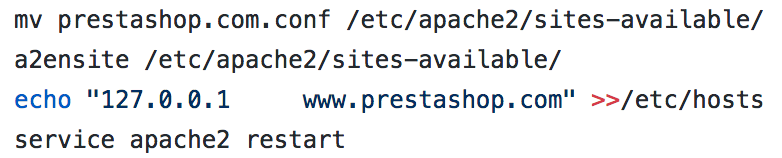 mv prestashop.com.conf /etc/apache2/sites-available/
a2ensite /etc/apache2/sites-available/
echo "127.0.0.1     www.prestashop.com" >>/etc/hosts
service apache2 restart